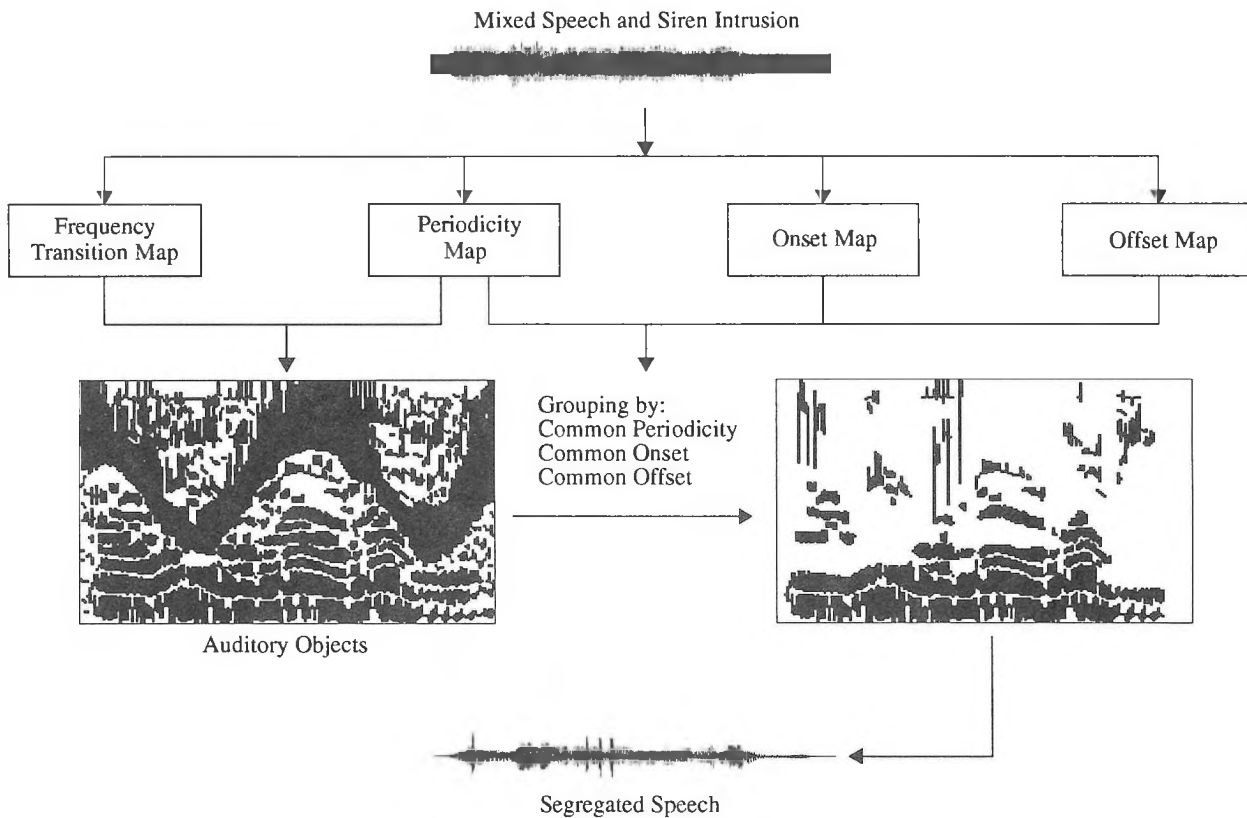 Mixed Speech and Siren Intrusion
Frequency
Transition Map
Periodicity
Map
Onset Map
Offset Map
Grouping by:
Common Periodicity
Common Onset
Common Offset
Auditory Objects
Segregated Speech